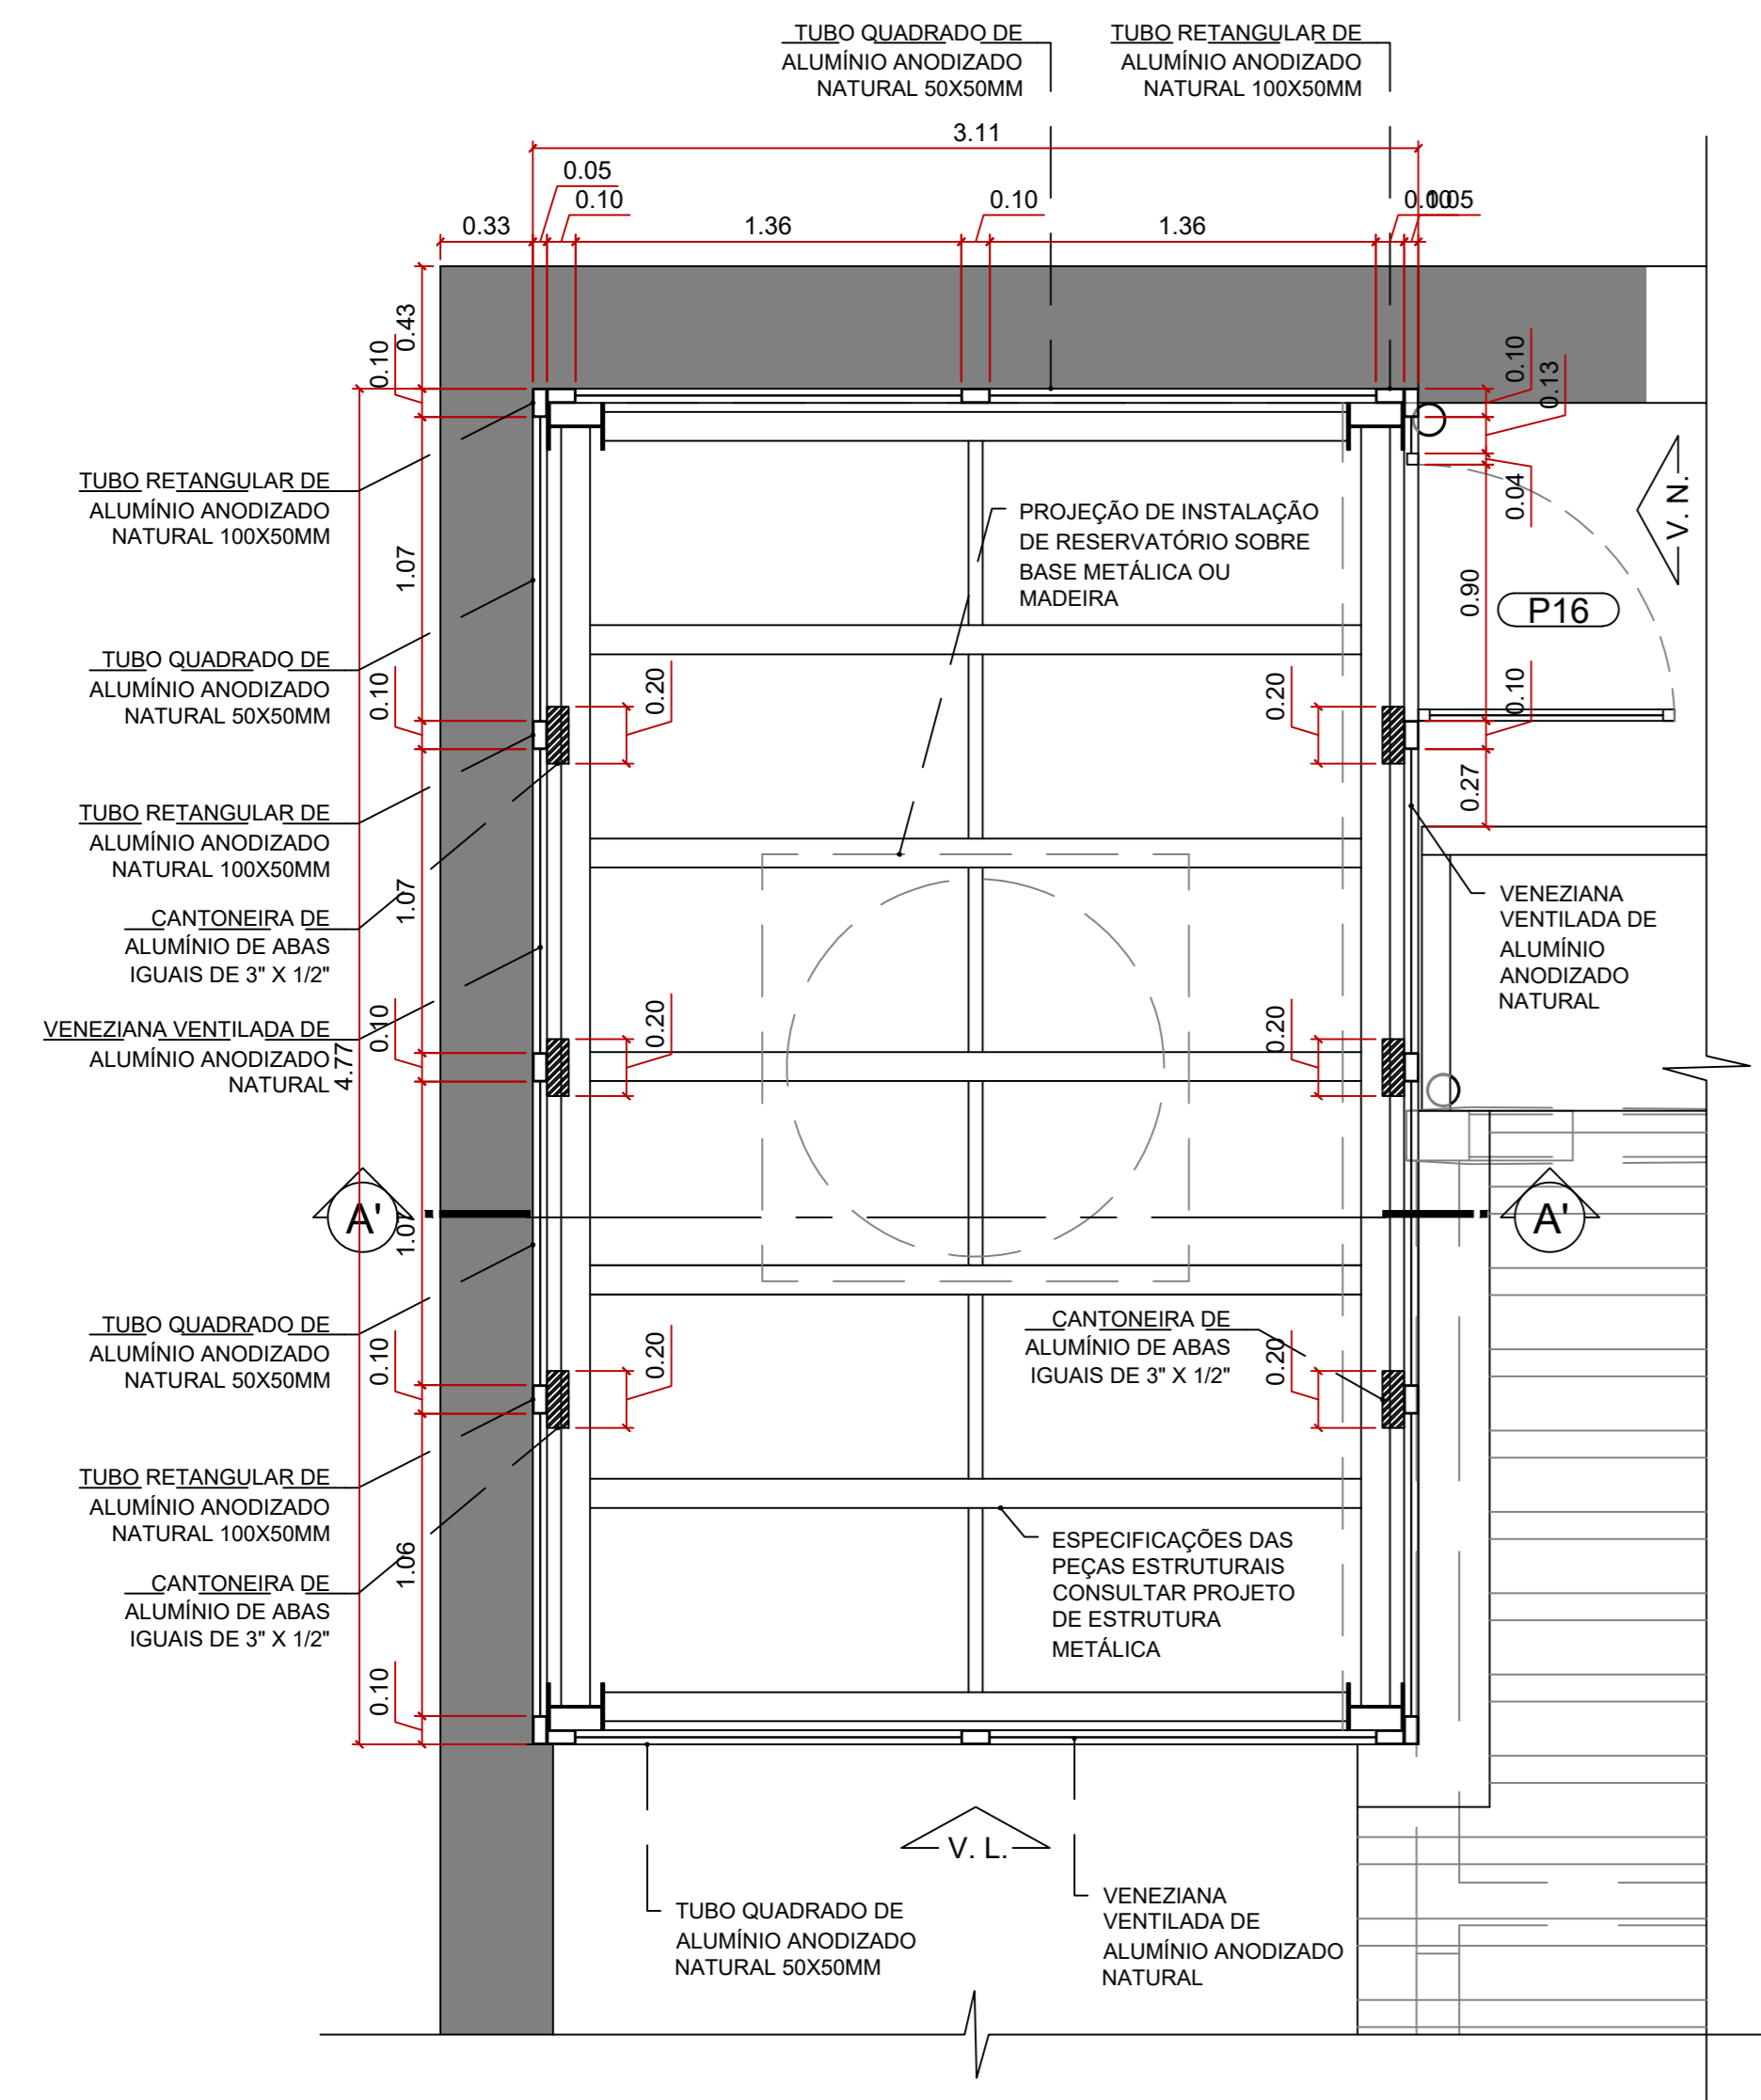 TUBO QUADRADO DE
ALUMÍNIO ANODIZADO
NATURAL 50X50MM
TUBO RETANGULAR DE
ALUMÍNIO ANODIZADO
NATURAL 100X50MM
3.11
0.05
0.10
0.10
0.10
0.05
0.33
1.36
1.36
0.43
0.10
0.10
0.13
0.04
V. N.
TUBO RETANGULAR DE
ALUMÍNIO ANODIZADO
NATURAL 100X50MM
PROJEÇÃO DE INSTALAÇÃO
DE RESERVATÓRIO SOBRE
BASE METÁLICA OU
MADEIRA
1.07
0.90
P16
TUBO QUADRADO DE
ALUMÍNIO ANODIZADO
NATURAL 50X50MM
0.10
0.20
0.20
0.10
0.27
TUBO RETANGULAR DE
ALUMÍNIO ANODIZADO
NATURAL 100X50MM
1.07
CANTONEIRA DE
ALUMÍNIO DE ABAS
IGUAIS DE 3" X 1/2"
VENEZIANA
VENTILADA DE
ALUMÍNIO
ANODIZADO
NATURAL
VENEZIANA VENTILADA DE
ALUMÍNIO ANODIZADO
NATURAL
4.77
0.10
0.20
0.20
A'
1.07
A'
TUBO QUADRADO DE
ALUMÍNIO ANODIZADO
NATURAL 50X50MM
0.10
0.20
CANTONEIRA DE
ALUMÍNIO DE ABAS
IGUAIS DE 3" X 1/2"
0.20
TUBO RETANGULAR DE
ALUMÍNIO ANODIZADO
NATURAL 100X50MM
1.06
CANTONEIRA DE
ALUMÍNIO DE ABAS
IGUAIS DE 3" X 1/2"
ESPECIFICAÇÕES DAS
PEÇAS ESTRUTURAIS
CONSULTAR PROJETO
DE ESTRUTURA
METÁLICA
0.10
V. L.
TUBO QUADRADO DE
ALUMÍNIO ANODIZADO
NATURAL 50X50MM
VENEZIANA
VENTILADA DE
ALUMÍNIO ANODIZADO
NATURAL